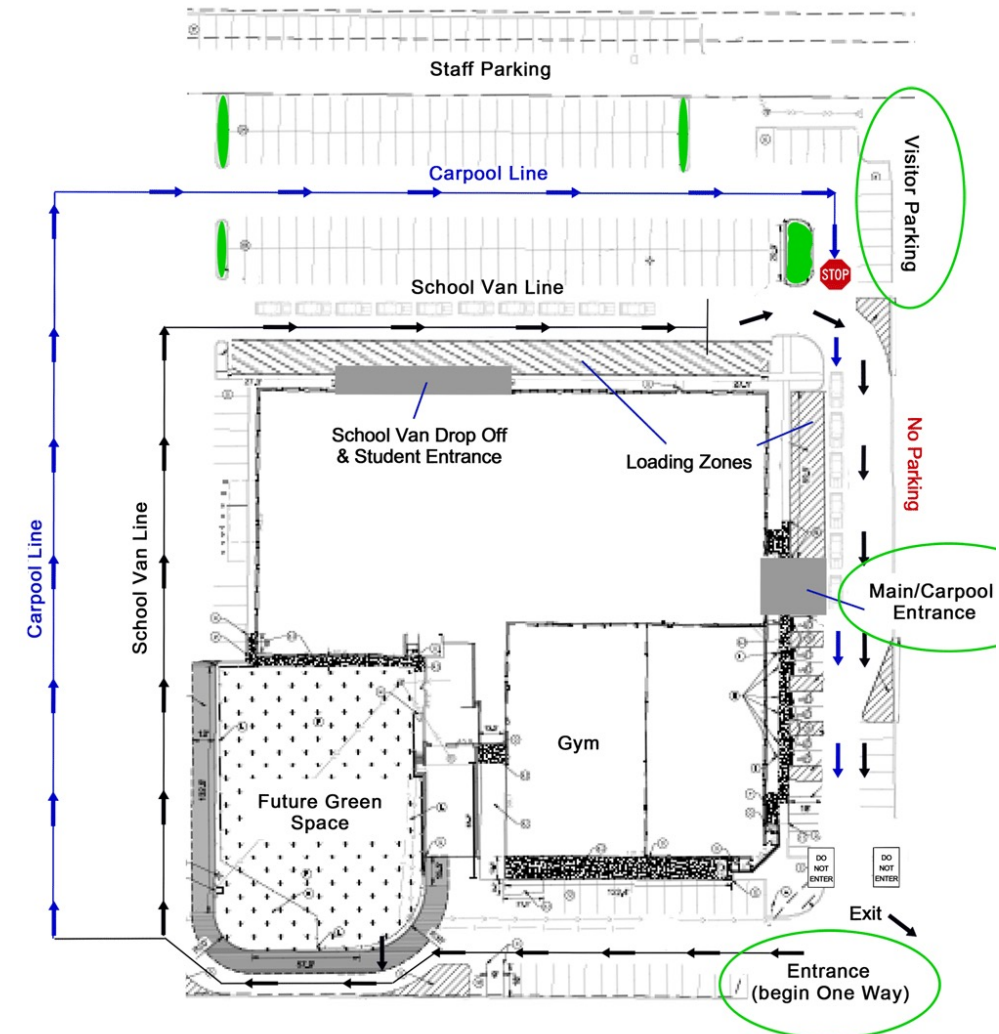 Staff Parking
Carpool Line
Visitor Parking
STOP
School Van Line
School Van Drop Off
& Student Entrance
Loading Zones
No Parking
Carpool Line
School Van Line
Main/Carpool
Entrance
Gym
Future Green
Space
DO
NOT
ENTER
DO
NOT
ENTER
Exit
Entrance
(begin One Way)